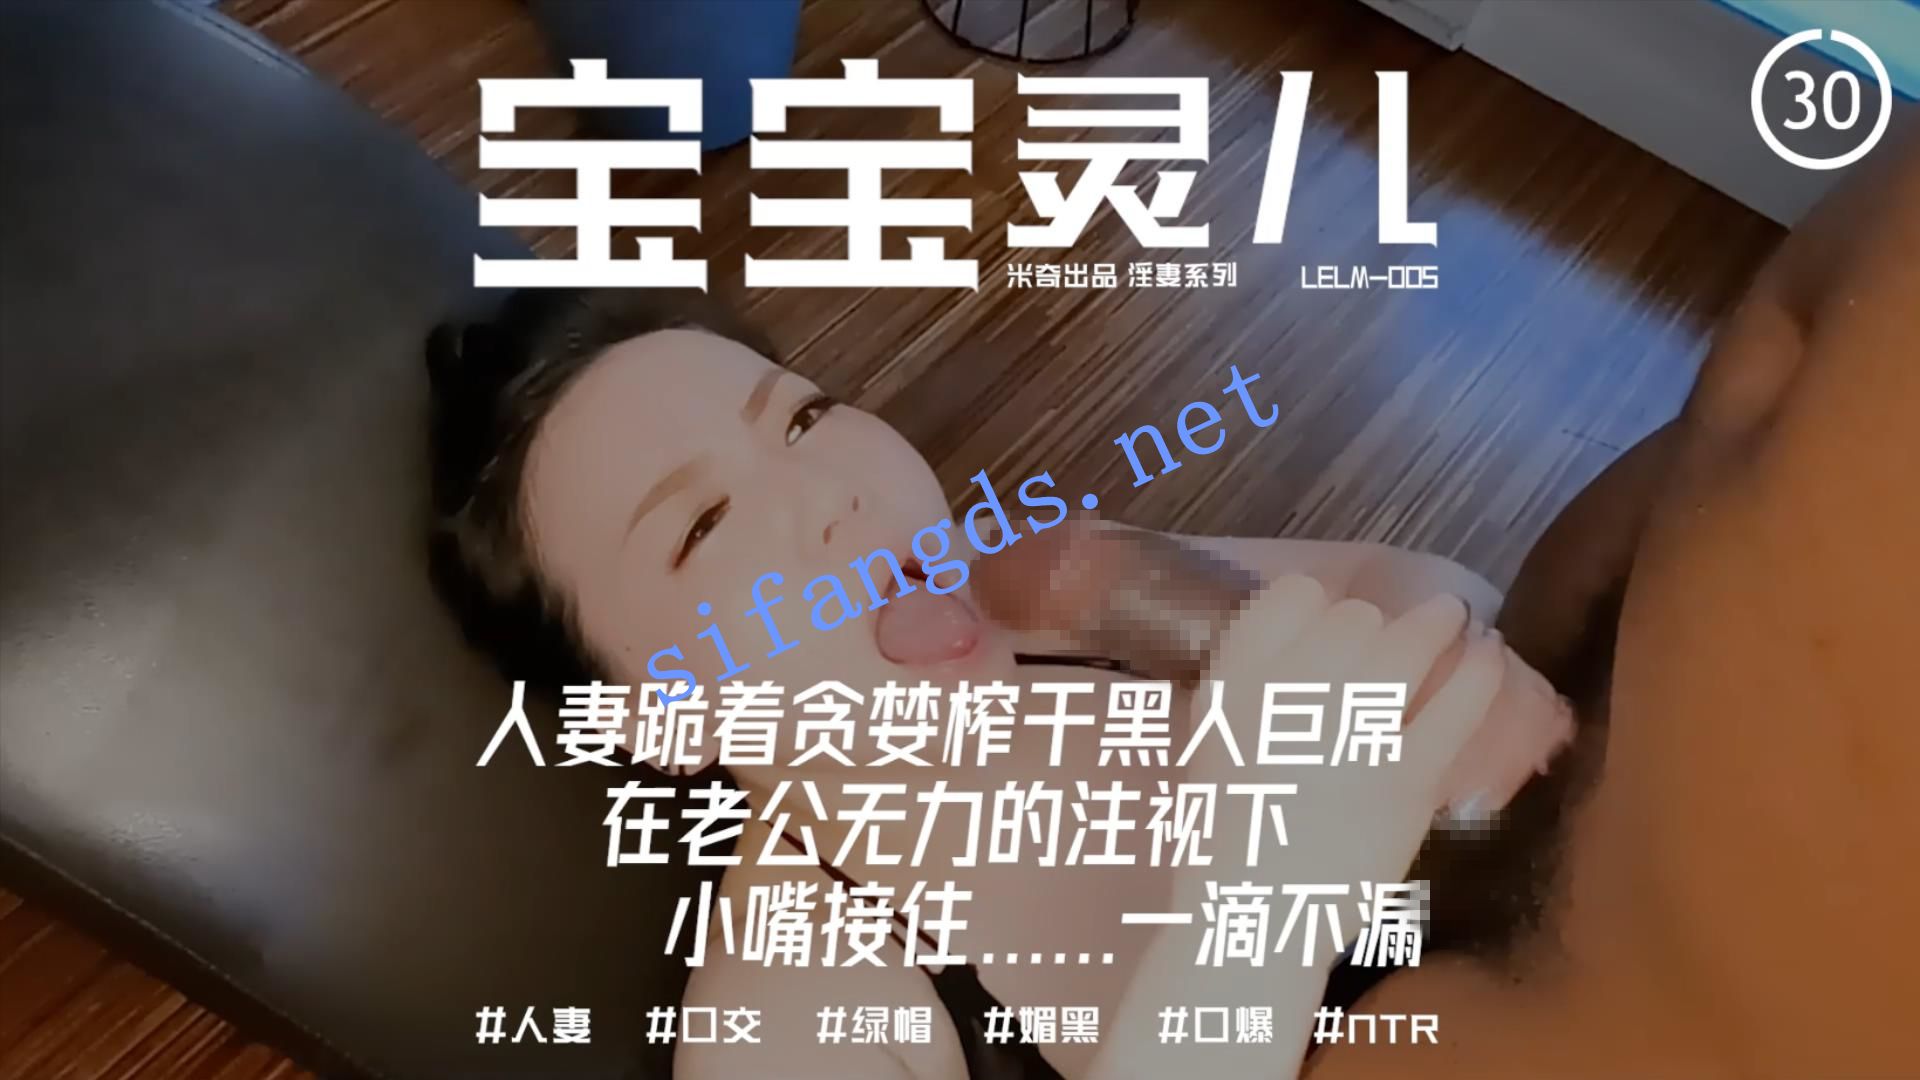 宝宝灵儿
30
米奇出品 淫妻系列 LELM-005
sifangds.net
人妻跪着贪婪榨干黑人巨屌
在老公无力的注视下
小嘴接住......一滴不漏
#人妻 #口交 #绿帽 #媚黑 #口爆 #NTR